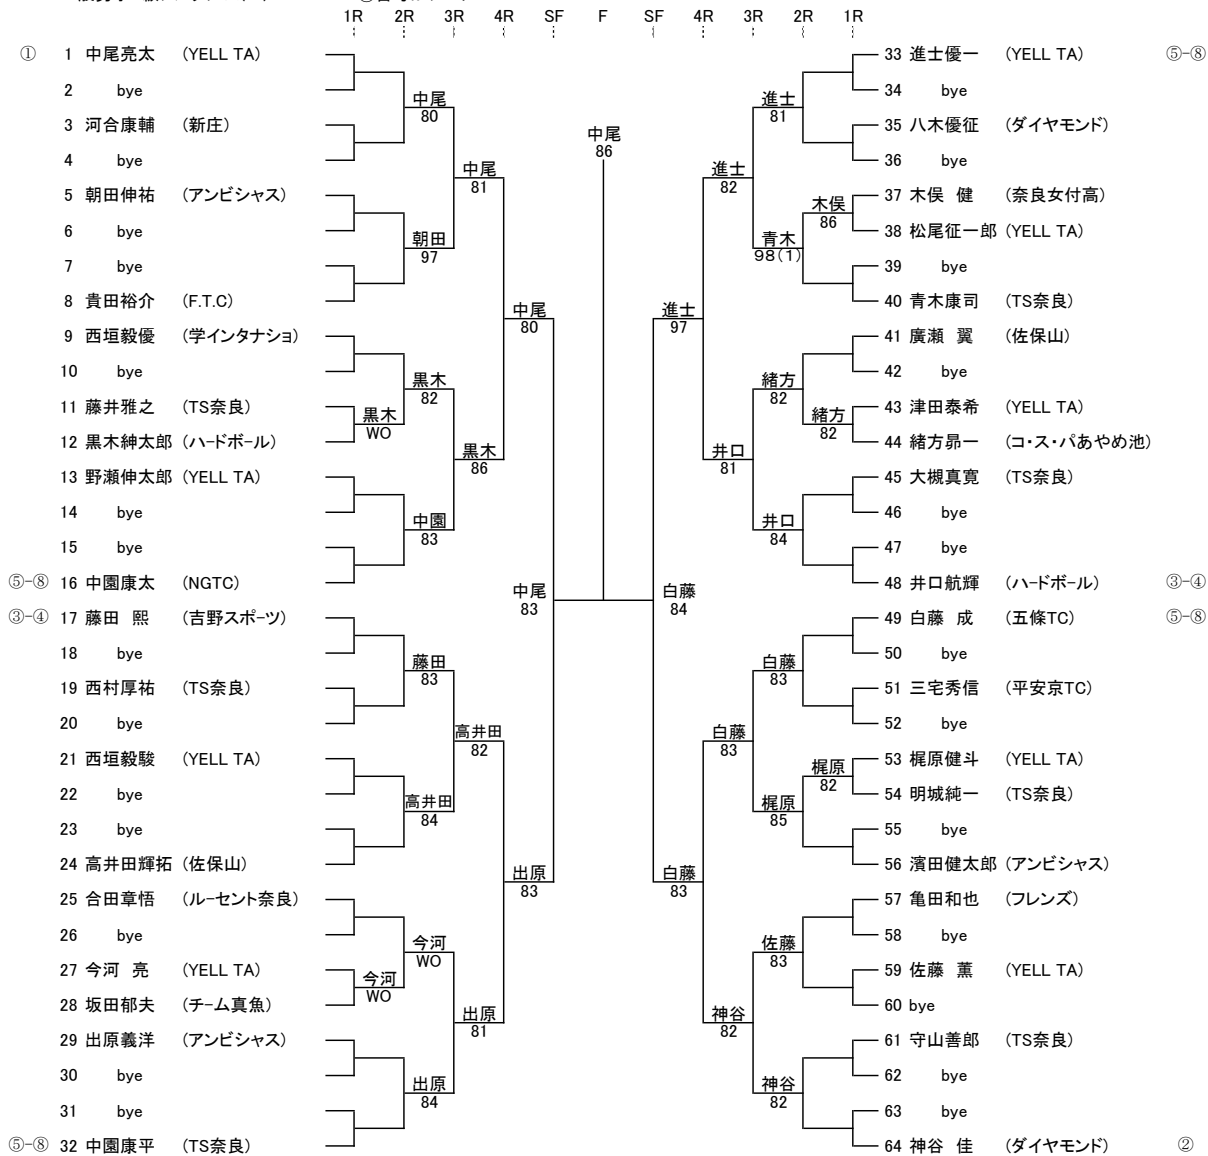 1R 2R 3R 4R SF F SF 4R 3R 2R 1R
① 1 中尾亮太 (YELL TA) 33 進士優一 (YELL TA) ⑤-⑧
2 bye 中尾 進士 34 bye
80 81
3 河合康輔 (新庄) 中尾 35 八木優征 (ダイヤモンド)
86
4 bye 中尾 進士 36 bye
81 82
5 朝田伸祐 (アンビシャス) 木俣 37 木俣 健 (奈良女付高)
86
6 bye 朝田 青木 38 松尾征一郎 (YELL TA)
97 98(1)
7 bye 39 bye
8 貴田裕介 (F.T.C) 中尾 進士 40 青木康司 (TS奈良)
80 97
9 西垣毅優 (学インタナショ) 41 廣瀬 翼 (佐保山)
10 bye 黒木 緒方 42 bye
82 82
11 藤井雅之 (TS奈良) 黒木 緒方 43 津田泰希 (YELL TA)
WO 82
12 黒木紳太郎 (ハードボール) 黒木 井口 44 緒方昴一 (コ・ス・パあやめ池)
86 81
13 野瀬伸太郎 (YELL TA) 45 大槻真寛 (TS奈良)
14 bye 中園 井口 46 bye
83 84
15 bye 47 bye
⑤-⑧ 16 中園康太 (NGTC) 中尾 白藤 48 井口航輝 (ハードボール) ③-④
83 84
③-④ 17 藤田 熙 (吉野スポーツ) 49 白藤 成 (五條TC) ⑤-⑧
18 bye 藤田 白藤 50 bye
83 83
19 西村厚祐 (TS奈良) 51 三宅秀信 (平安京TC)
20 bye 高井田 白藤 52 bye
82 83
21 西垣毅駿 (YELL TA) 梶原 53 梶原健斗 (YELL TA)
82
22 bye 高井田 梶原 54 明城純一 (TS奈良)
84 85
23 bye 55 bye
24 高井田輝拓 (佐保山) 出原 白藤 56 濱田健太郎 (アンビシャス)
83 83
25 合田章悟 (ルーセント奈良) 57 亀田和也 (フレンズ)
26 bye 今河 佐藤 58 bye
WO 83
27 今河 亮 (YELL TA) 今河 59 佐藤 薫 (YELL TA)
WO
28 坂田郁夫 (チーム真魚) 出原 神谷 60 bye
81 82
29 出原義洋 (アンビシャス) 61 守山善郎 (TS奈良)
30 bye 出原 神谷 62 bye
84 82
31 bye 63 bye
⑤-⑧ 32 中園康平 (TS奈良) 64 神谷 佳 (ダイヤモンド) ②